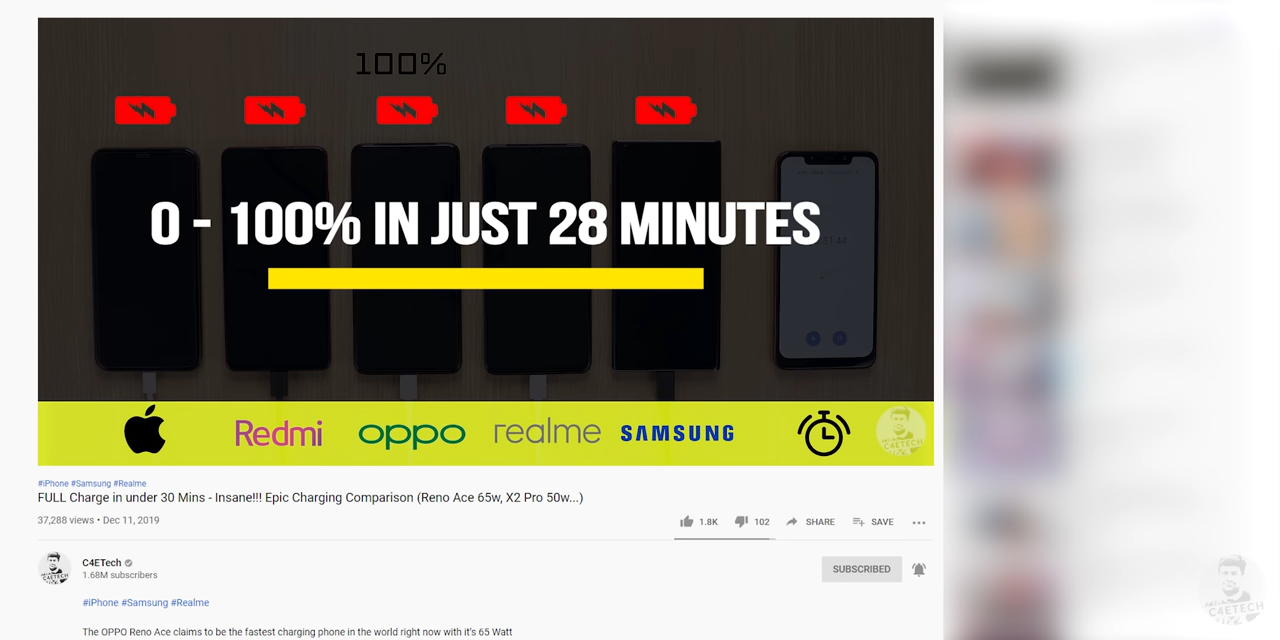 100%
0 - 100% IN JUST 28 MINUTES
Redmi
oppo
realme
SAMSUNG
C4ETECH
#iPhone #Samsung #Realme
FULL Charge in under 30 Mins - Insane!!! Epic Charging Comparison (Reno Ace 65w, X2 Pro 50w...)
37,288 views • Dec 11, 2019
1.8K
102
SHARE
SAVE
C4ETech
1.68M subscribers
SUBSCRIBED
#iPhone #Samsung #Realme
The OPPO Reno Ace claims to be the fastest charging phone in the world right now with it's 65 Watt
C4ETECH